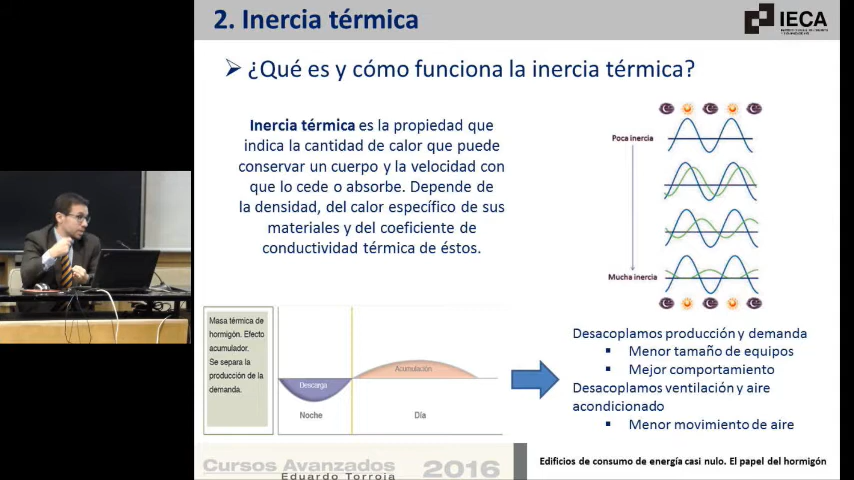 2. Inercia térmica
IECA
➢ ¿Qué es y cómo funciona la inercia térmica?
Inercia térmica es la propiedad que
indica la cantidad de calor que puede
conservar un cuerpo y la velocidad con
que lo cede o absorbe. Depende de
la densidad, del calor específico de sus
materiales y del coeficiente de
conductividad térmica de éstos.
Poca inercia
Mucha inercia
Masa térmica de
hormigón. Efecto
acumulador.
Se separa la
producción de la
demanda.
Descarga
Acumulación
Noche
Día
Desacoplamos producción y demanda
▪ Menor tamaño de equipos
▪ Mejor comportamiento
Desacoplamos ventilación y aire
acondicionado
▪ Menor movimiento de aire
Cursos Avanzados 2016
Eduardo Torroja
Edificios de consumo de energía casi nulo. El papel del hormigón